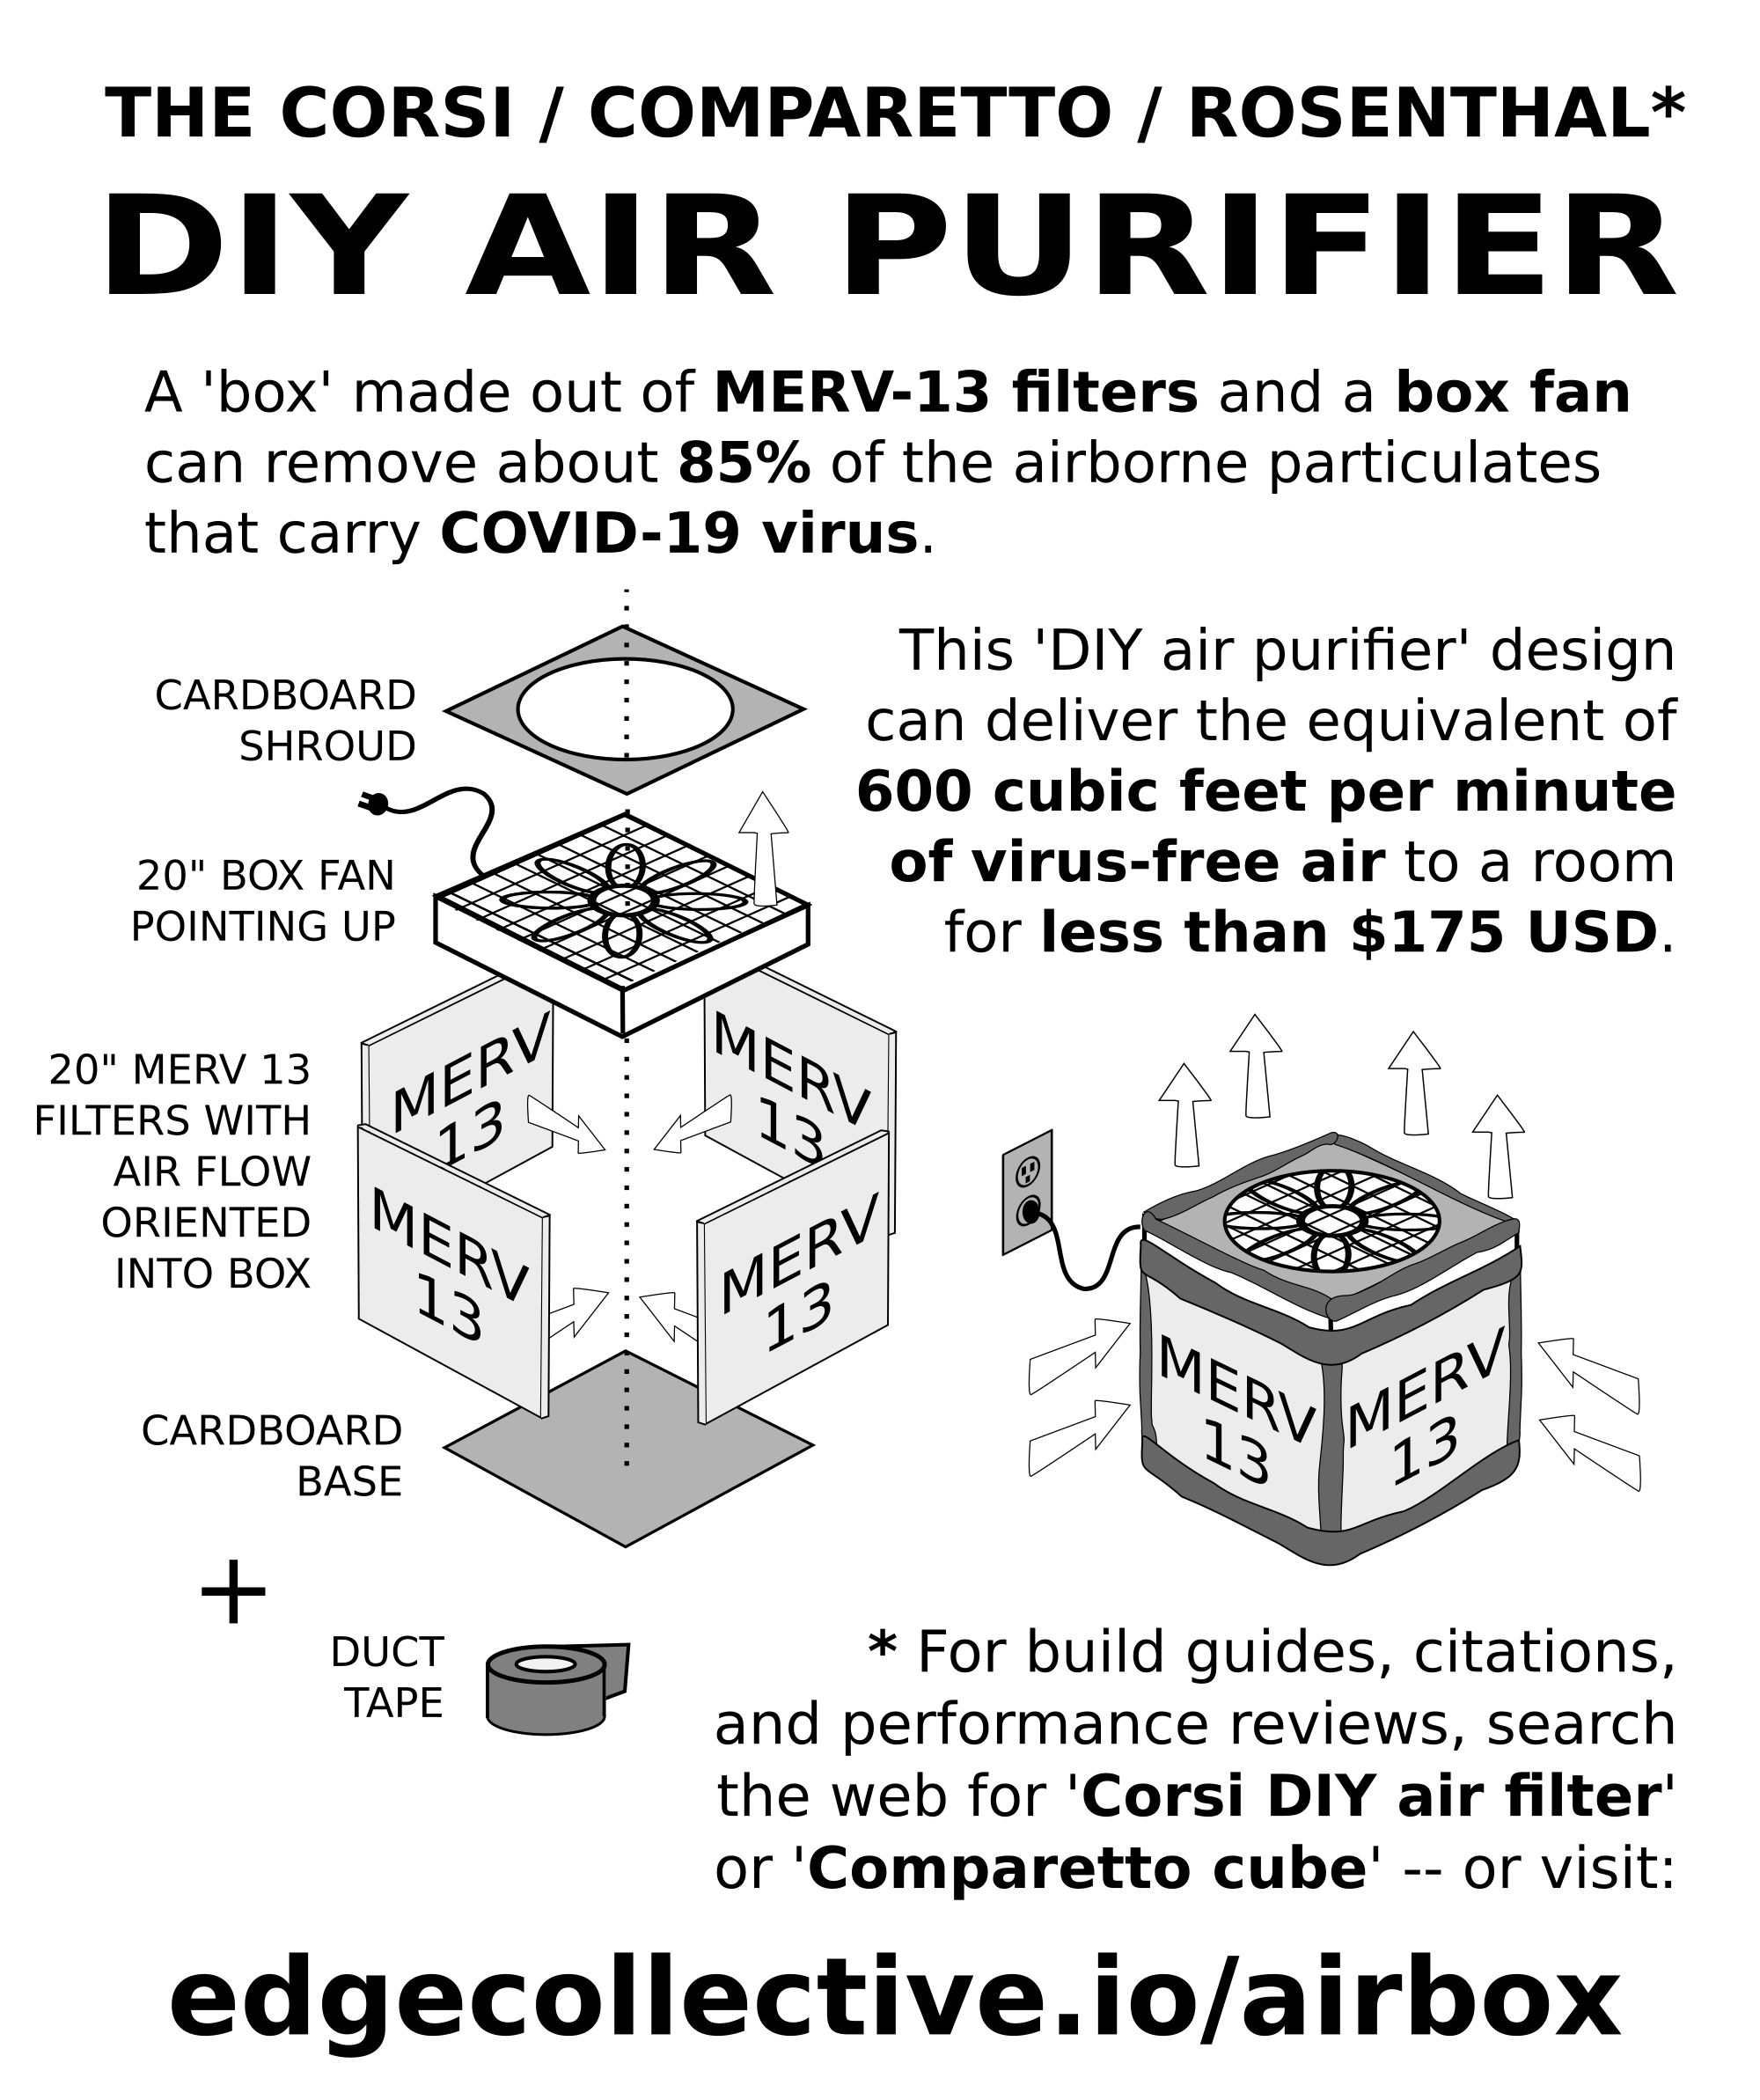 THE CORSI / COMPARETTO / ROSENTHAL*
DIY AIR PURIFIER
A 'box' made out of MERV-13 filters and a box fan
can remove about 85% of the airborne particulates
that carry COVID-19 virus.
This 'DIY air purifier' design
can deliver the equivalent of
600 cubic feet per minute
of virus-free air to a room
for less than $175 USD.
CARDBOARD
SHROUD
20" BOX FAN
POINTING UP
20" MERV 13
FILTERS WITH
AIR FLOW
ORIENTED
INTO BOX
MERV
13
MERV
13
MERV
13
MERV
13
CARDBOARD
BASE
+
DUCT
TAPE
MERV
13
MERV
13
* For build guides, citations,
and performance reviews, search
the web for 'Corsi DIY air filter'
or 'Comparetto cube' -- or visit:
edgecollective.io/airbox